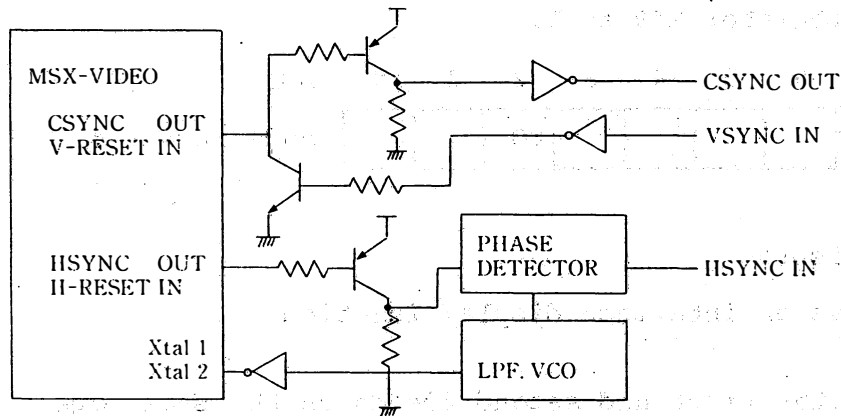 MSX-VIDEO
CSYNC OUT
V-RESET IN
CSYNC OUT
VSYNC IN
HSYNC OUT
H-RESET IN
PHASE
DETECTOR
HSYNC IN
Xtal 1
Xtal 2
LPF. VCO